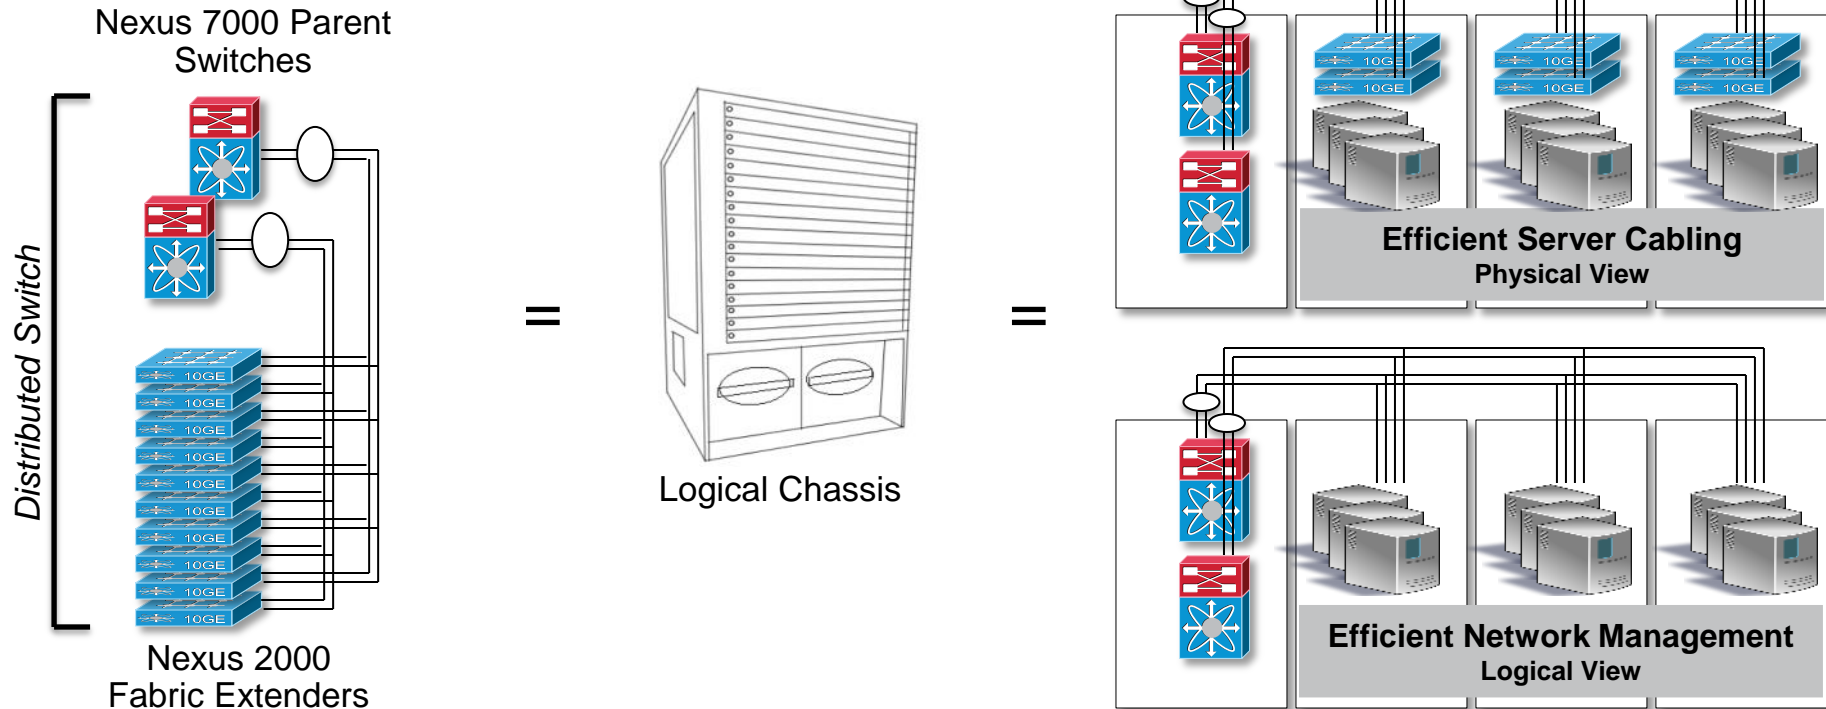 Nexus 7000 Parent
Switches
Distributed Switch
10GE
10GE
10GE
10GE
10GE
10GE
10GE
10GE
10GE
10GE
Nexus 2000
Fabric Extenders
=
Logical Chassis
=
10GE
10GE
10GE
10GE
10GE
10GE
Efficient Server Cabling
Physical View
Efficient Network Management
Logical View